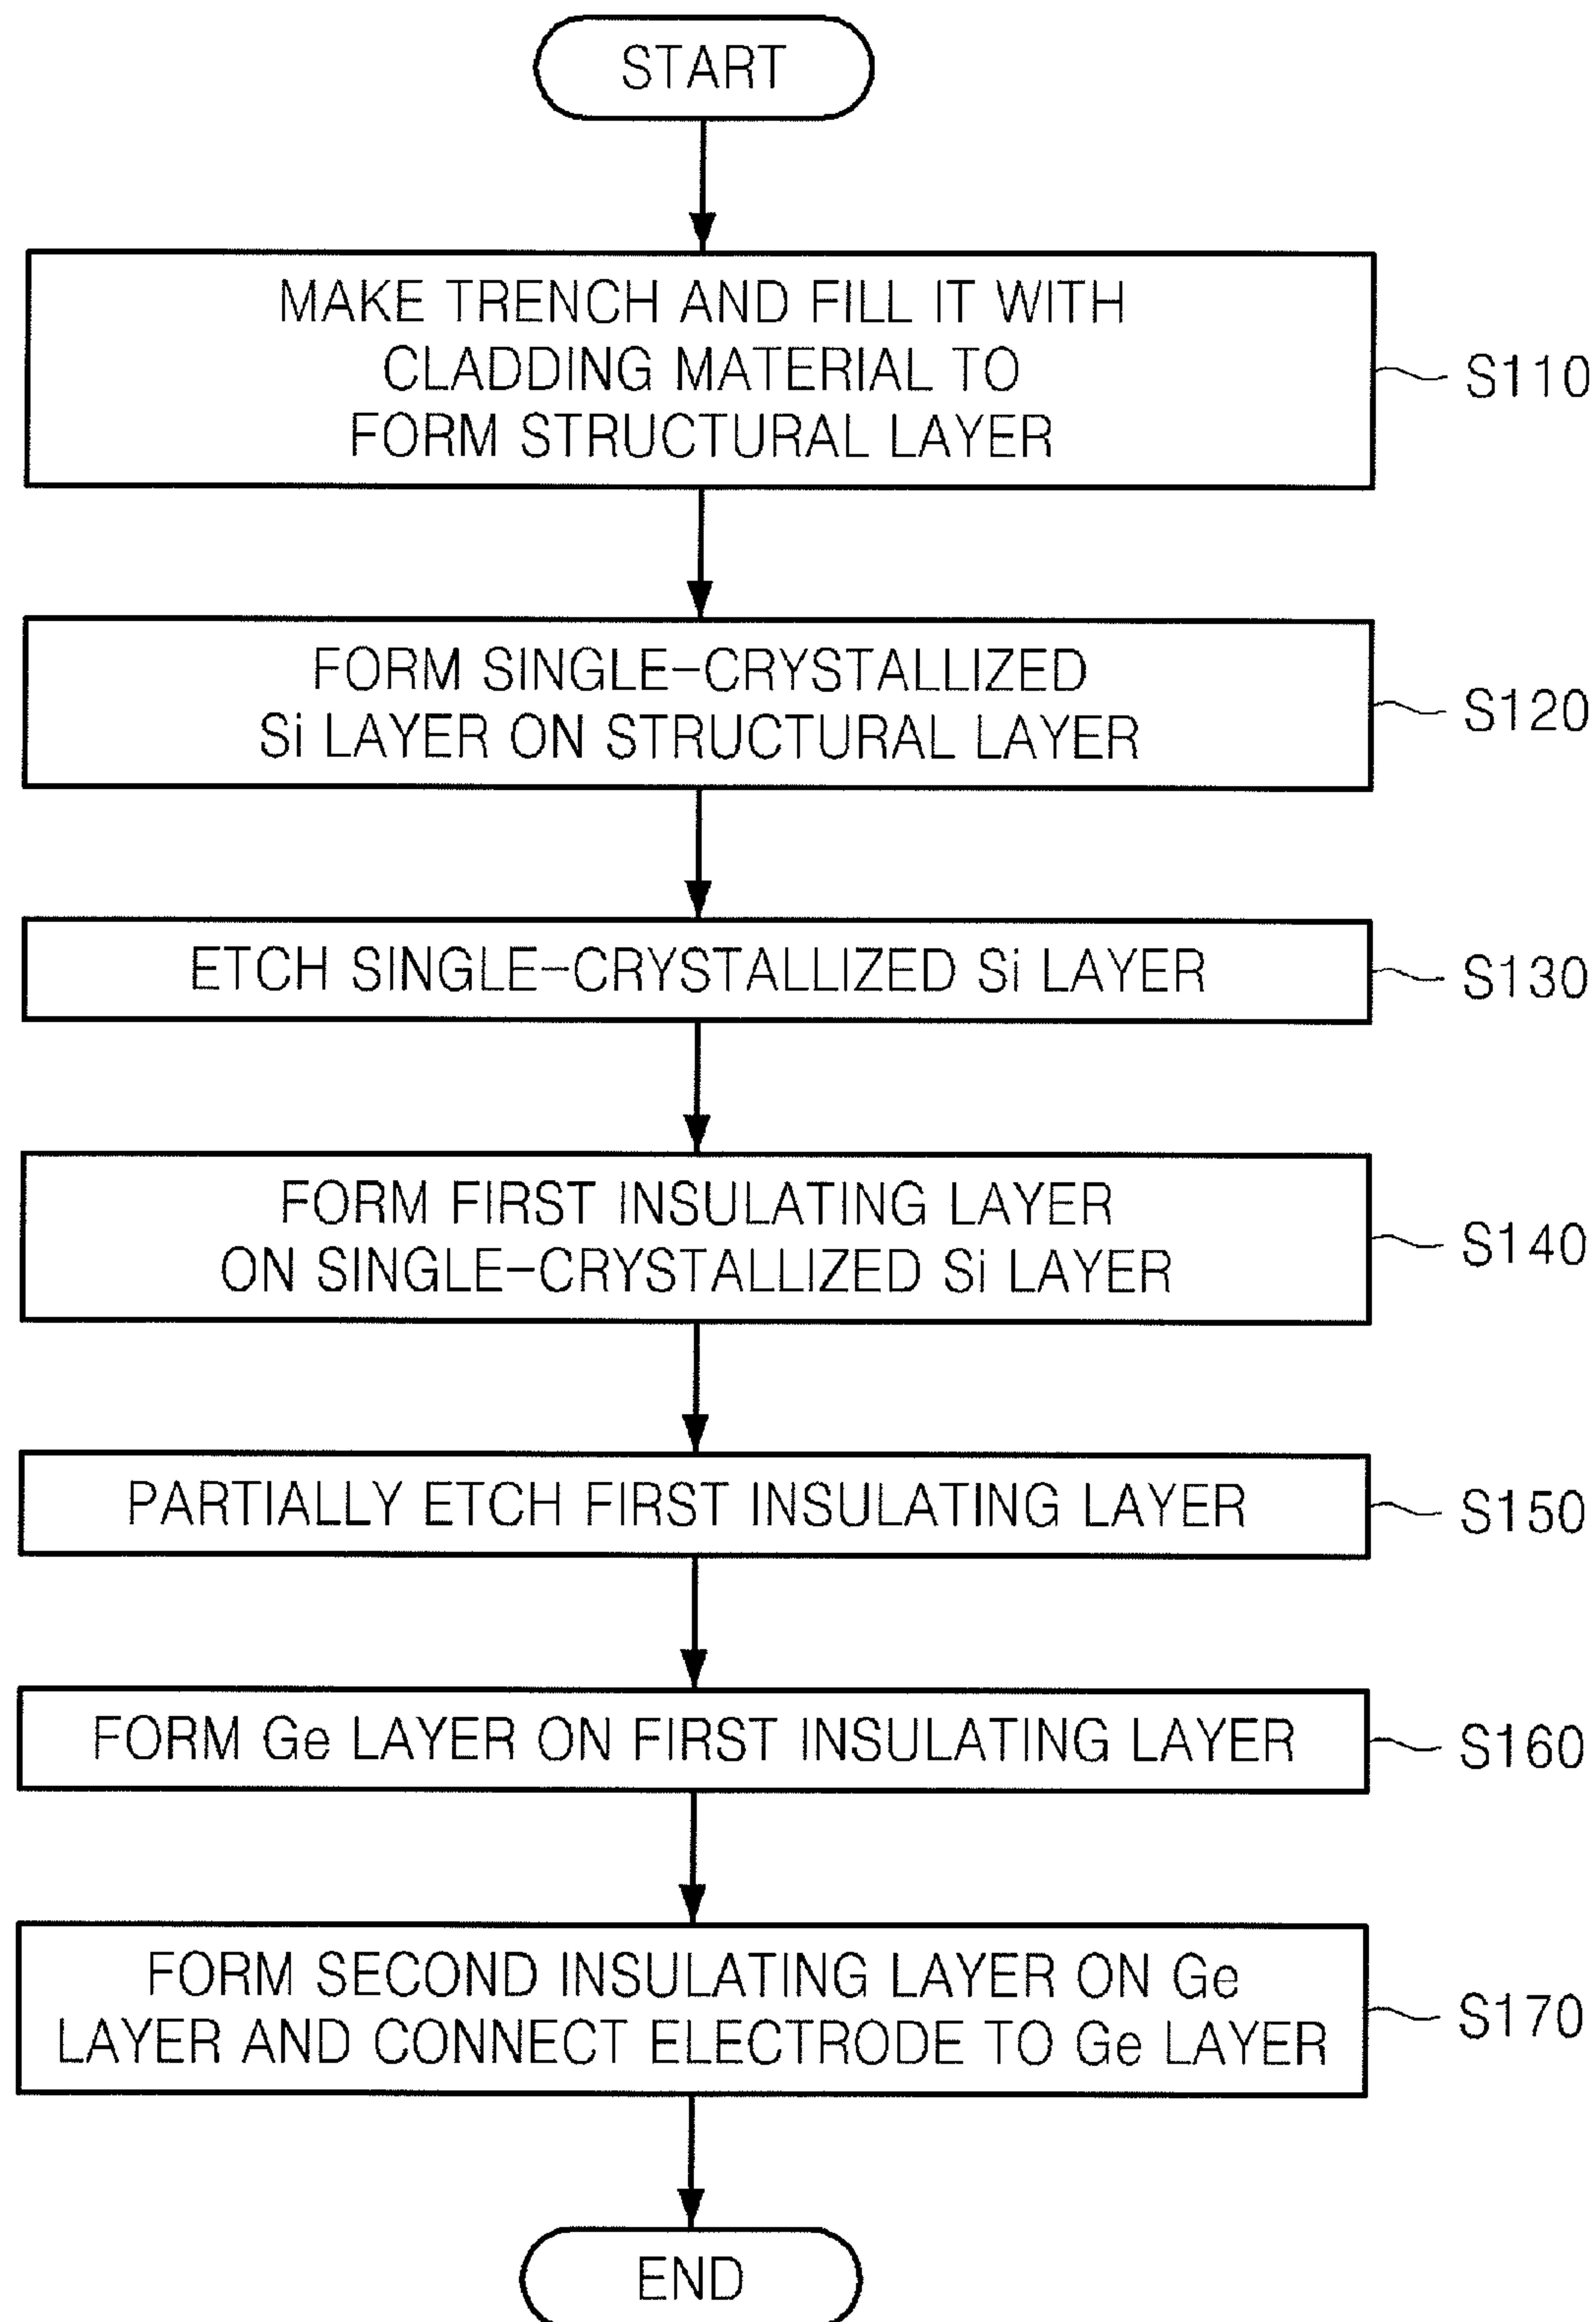 START
MAKE TRENCH AND FILL IT WITH
CLADDING MATERIAL TO
FORM STRUCTURAL LAYER
S110
FORM SINGLE-CRYSTALLIZED
Si LAYER ON STRUCTURAL LAYER
S120
ETCH SINGLE-CRYSTALLIZED Si LAYER
S130
FORM FIRST INSULATING LAYER
ON SINGLE-CRYSTALLIZED Si LAYER
S140
PARTIALLY ETCH FIRST INSULATING LAYER
S150
FORM Ge LAYER ON FIRST INSULATING LAYER
S160
FORM SECOND INSULATING LAYER ON Ge
LAYER AND CONNECT ELECTRODE TO Ge LAYER
S170
END